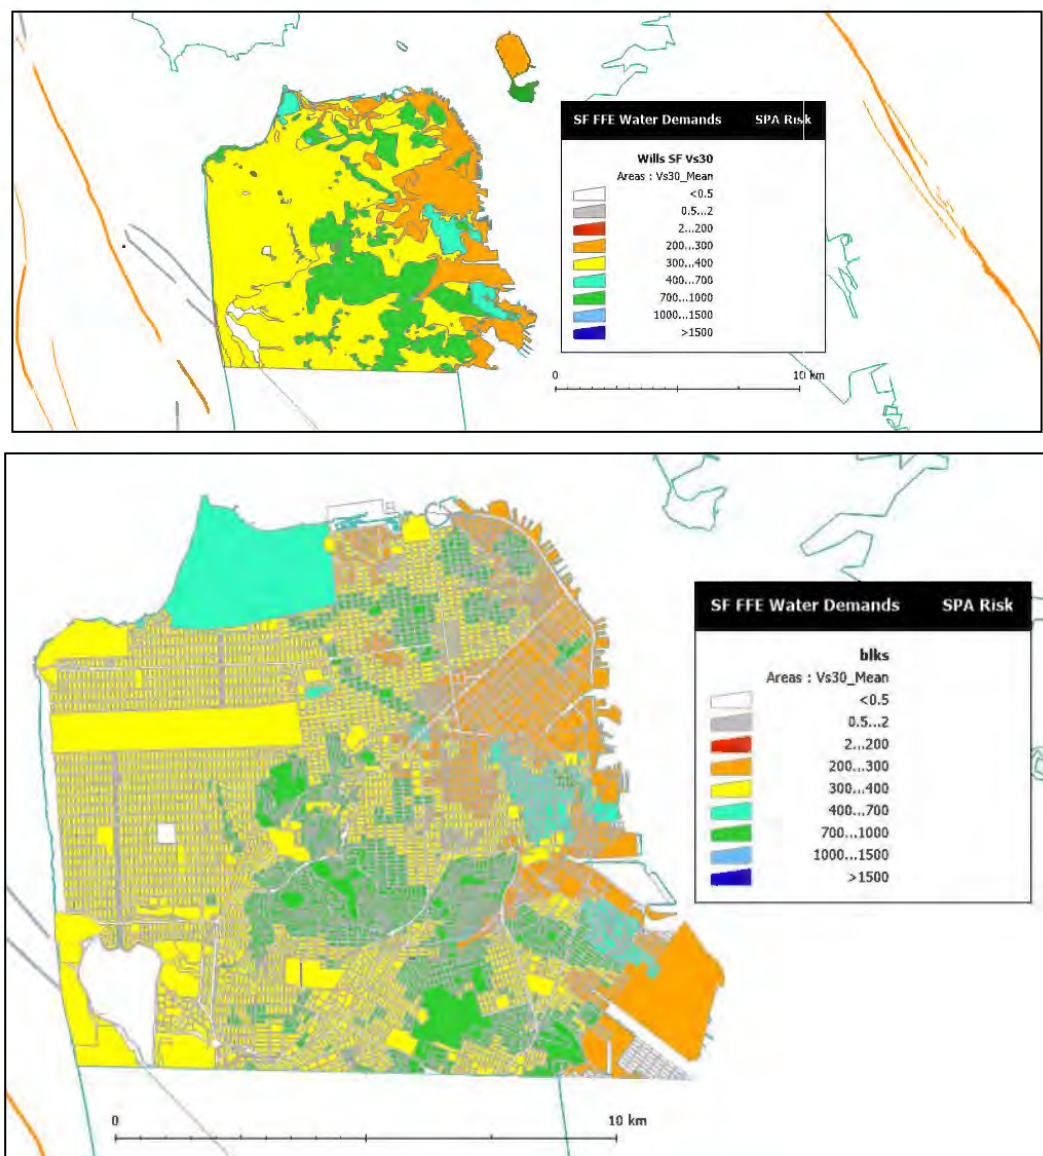 SF FFE Water Demands SPA Risk
Wills SF Vs30
Areas : Vs30_Mean
<0.5
0.5...2
2...200
200...300
300...400
400...700
700...1000
1000...1500
>1500
0 10 km
SF FFE Water Demands SPA Risk
blks
Areas : Vs30_Mean
<0.5
0.5...2
2...200
200...300
300...400
400...700
700...1000
1000...1500
>1500
0 10 km